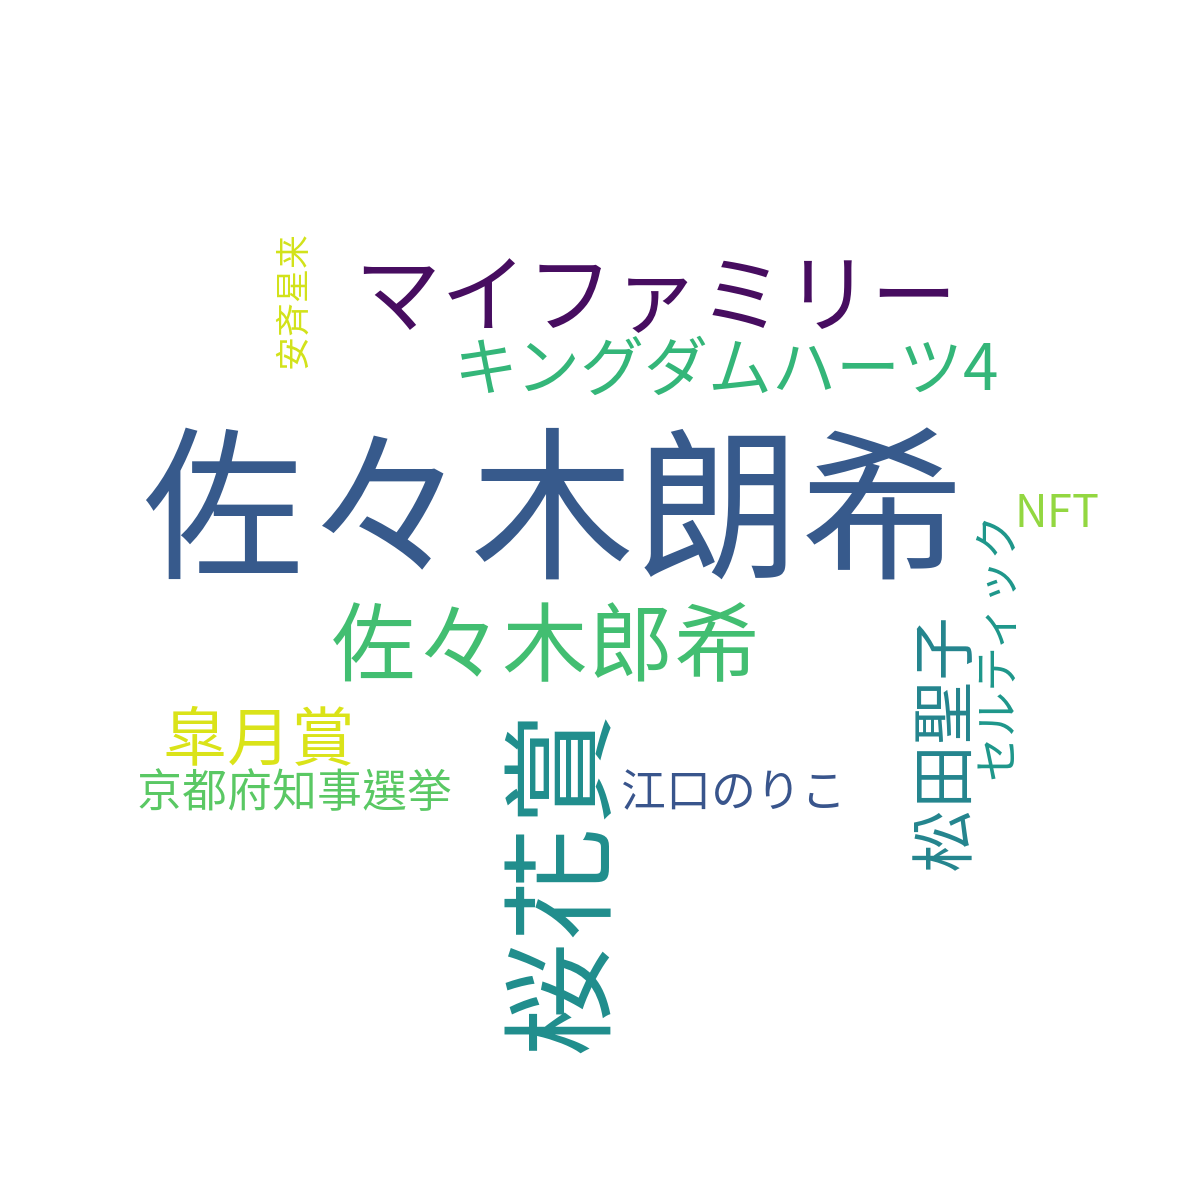 安斉星来
マイファミリー
キングダムハーツ4
佐々木朗希
NFT
佐々木郎希
セルティック
松田聖子
皐月賞
京都府知事選挙
桜花賞
江口のりこ